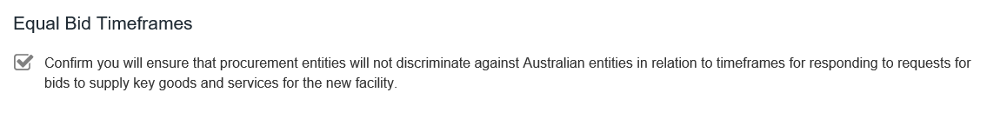 Equal Bid Timeframes
Confirm you will ensure that procurement entities will not discriminate against Australian entities in relation to timeframes for responding to requests for
bids to supply key goods and services for the new facility.